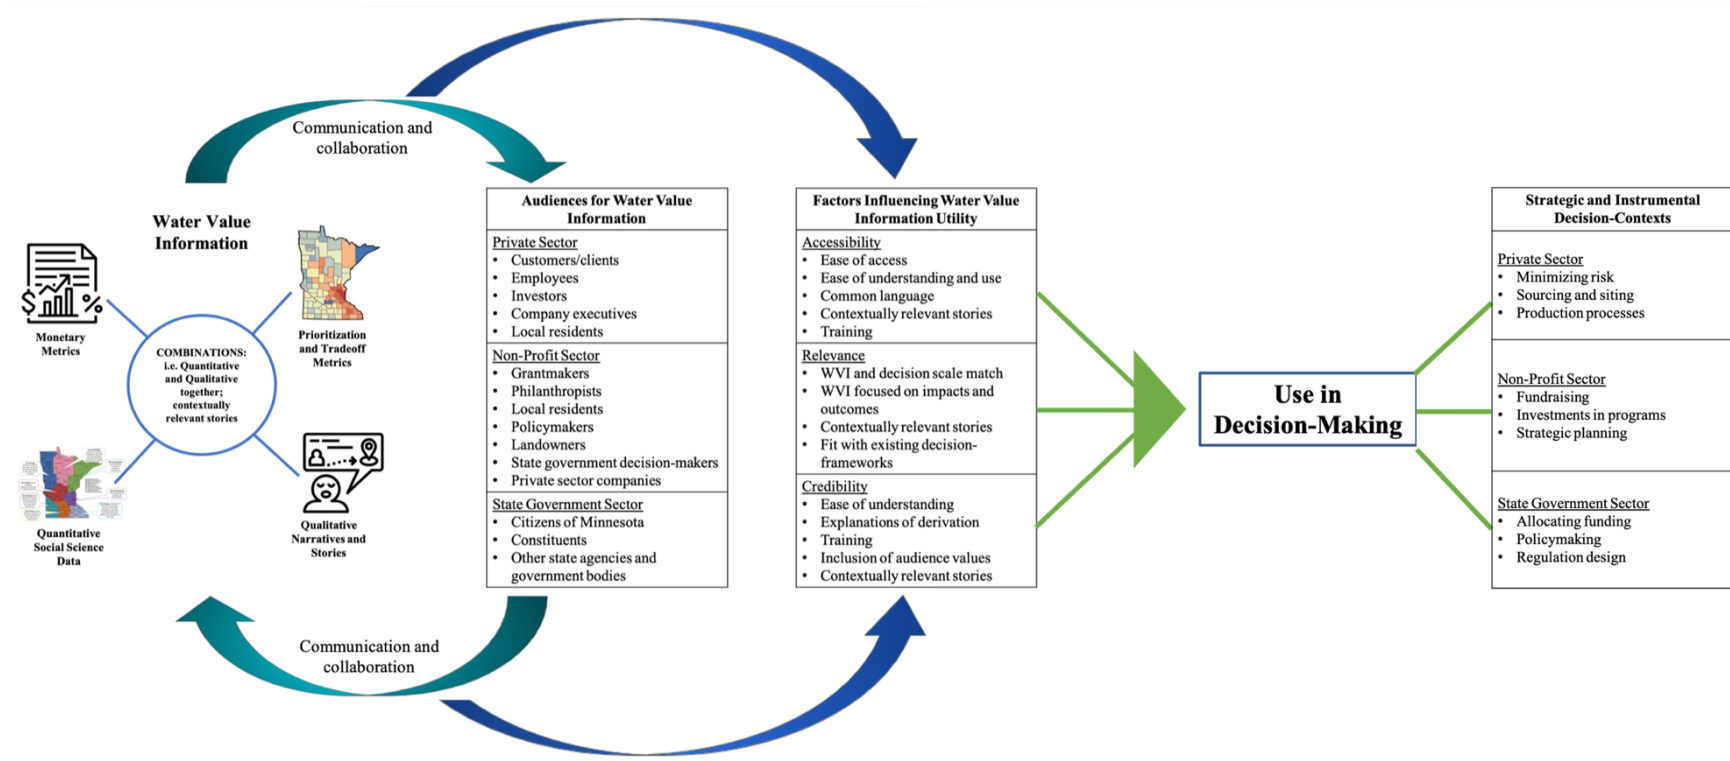 Communication and
collaboration
Water Value
Information
Monetary
Metrics
Prioritization
and Tradeoff
Metrics
COMBINATIONS:
i.e. Quantitative
and Qualitative
together;
contextually
relevant stories
Quantitative
Social Science
Data
Qualitative
Narratives and
Stories
Communication and
collaboration
Audiences for Water Value
Information
Private Sector
• Customers/clients
• Employees
• Investors
• Company executives
• Local residents
Non-Profit Sector
• Grantmakers
• Philanthropists
• Local residents
• Policymakers
• Landowners
• State government decision-makers
• Private sector companies
State Government Sector
• Citizens of Minnesota
• Constituents
• Other state agencies and
government bodies
Factors Influencing Water Value
Information Utility
Accessibility
• Ease of access
• Ease of understanding and use
• Common language
• Contextually relevant stories
• Training
Relevance
• WVI and decision scale match
• WVI focused on impacts and
outcomes
• Contextually relevant stories
• Fit with existing decision-
frameworks
Credibility
• Ease of understanding
• Explanations of derivation
• Training
• Inclusion of audience values
• Contextually relevant stories
Use in
Decision-Making
Strategic and Instrumental
Decision-Contexts
Private Sector
• Minimizing risk
• Sourcing and siting
• Production processes
Non-Profit Sector
• Fundraising
• Investments in programs
• Strategic planning
State Government Sector
• Allocating funding
• Policymaking
• Regulation design